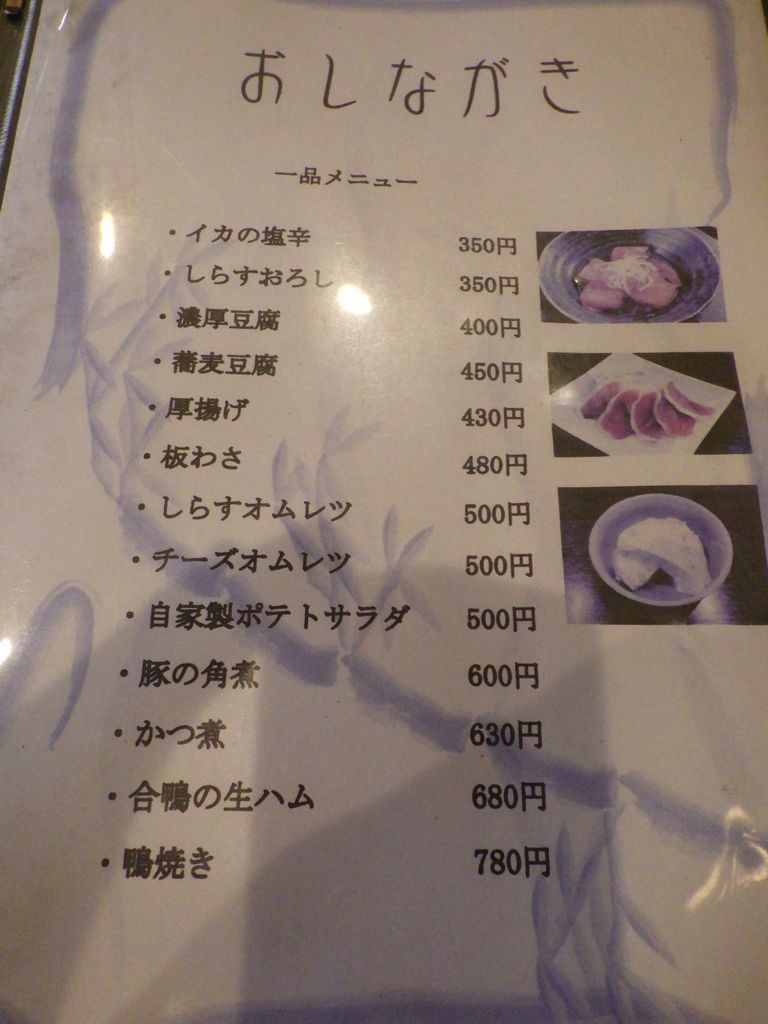 おしながき
一品メニュー
・イカの塩辛 350円
・しらすおろし 350円
・濃厚豆腐 400円
・蕎麦豆腐 450円
・厚揚げ 430円
・板わさ 480円
・しらすオムレツ 500円
・チーズオムレツ 500円
・自家製ポテトサラダ 500円
・豚の角煮 600円
・かつ煮 630円
・合鴨の生ハム 680円
・鴨焼き 780円